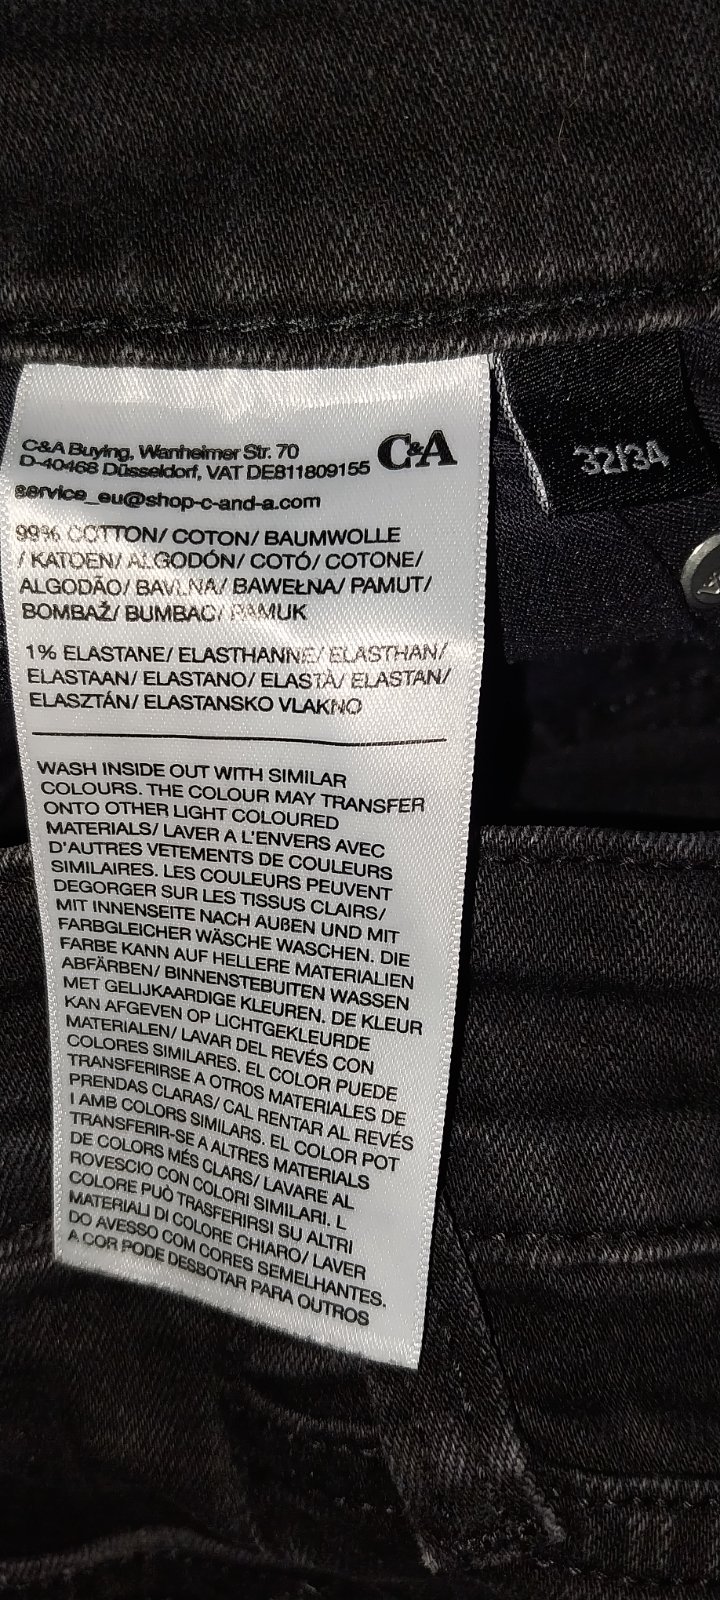 C&A Buying, Wanheimer Str. 70
D-40468 Düsseldorf, VAT DE811809155
C&A
service_eu@shop-c-and-a.com
32/34
99% COTTON/ COTON/ BAUMWOLLE
/ KATOEN/ ALGODÓN/ COTÓ/ COTONE/
ALGODÃO/ BAVLNA/ BAWEŁNA/ PAMUT/
BOMBAŽ/ BUMBAC/ PAMUK
1% ELASTANE/ ELASTHANNE/ ELASTHAN/
ELASTAAN/ ELASTANO/ ELASTÀ/ ELASTAN/
ELASZTÁN/ ELASTANSKO VLAKNO
WASH INSIDE OUT WITH SIMILAR
COLOURS. THE COLOUR MAY TRANSFER
ONTO OTHER LIGHT COLOURED
MATERIALS/ LAVER A L'ENVERS AVEC
D'AUTRES VETEMENTS DE COULEURS
SIMILAIRES. LES COULEURS PEUVENT
DEGORGER SUR LES TISSUS CLAIRS/
MIT INNENSEITE NACH AUßEN UND MIT
FARBGLEICHER WÄSCHE WASCHEN. DIE
FARBE KANN AUF HELLERE MATERIALIEN
ABFÄRBEN/ BINNENSTEBUITEN WASSEN
MET GELIJKAARDIGE KLEUREN. DE KLEUR
KAN AFGEVEN OP LICHTGEKLEURDE
MATERIALEN/ LAVAR DEL REVÉS CON
COLORES SIMILARES. EL COLOR PUEDE
TRANSFERIRSE A OTROS MATERIALES DE
PRENDAS CLARAS/ CAL RENTAR AL REVÉS
I AMB COLORS SIMILARS. EL COLOR POT
TRANSFERIR-SE A ALTRES MATERIALS
DE COLORS MÉS CLARS/ LAVARE AL
ROVESCIO CON COLORI SIMILARI. L
COLORE PUÒ TRASFERIRSI SU ALTRI
MATERIALI DI COLORE CHIARO/ LAVER
DO AVESSO COM CORES SEMELHANTES.
A COR PODE DESBOTAR PARA OUTROS